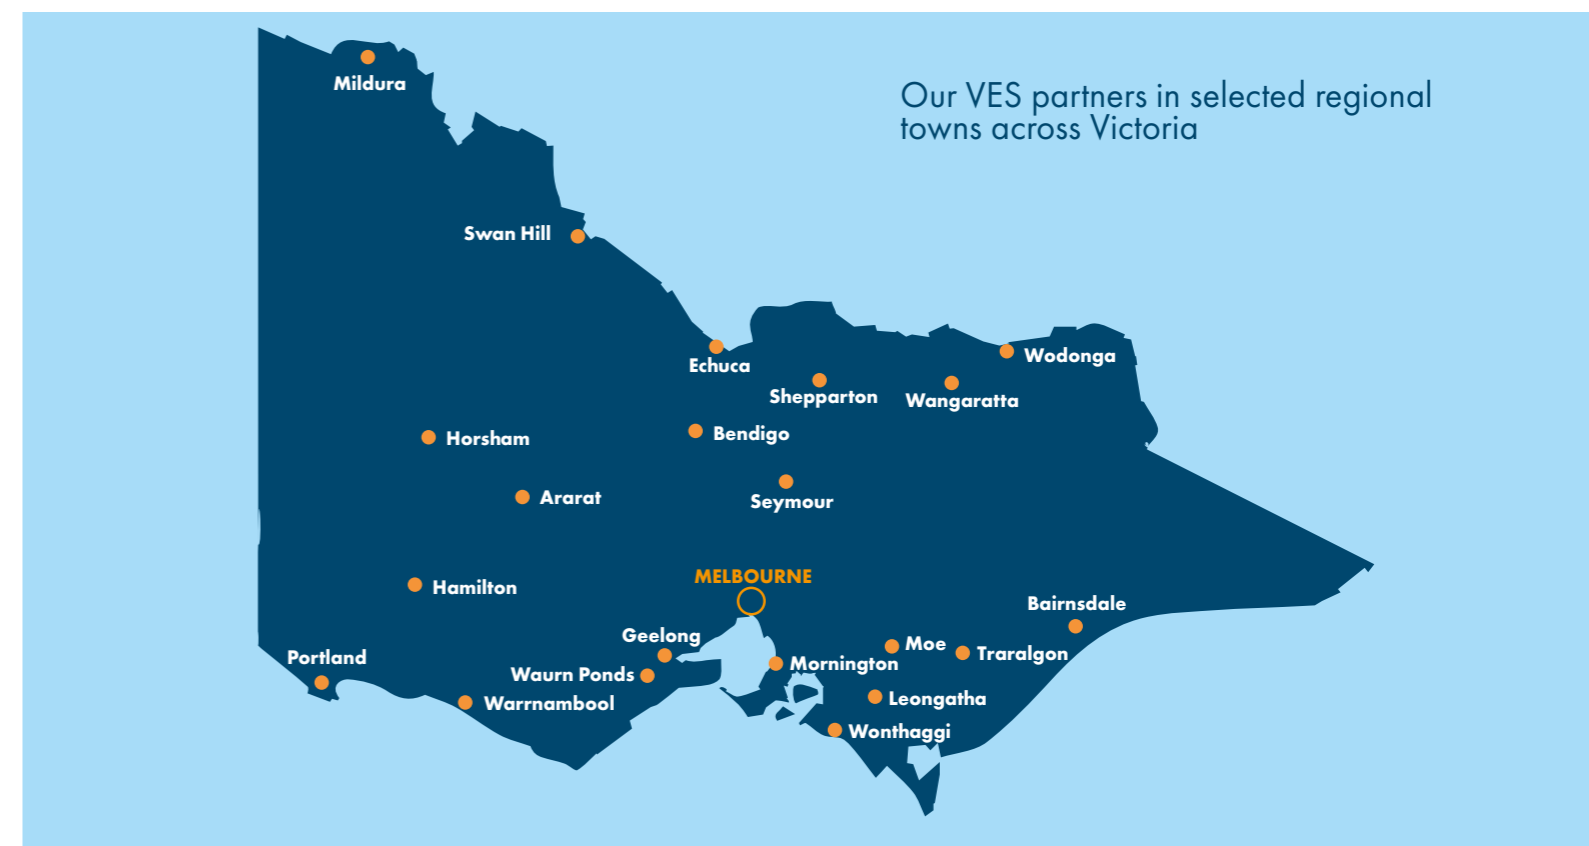 Mildura
Our VES partners in selected regional
towns across Victoria
Swan Hill
Echuca
Wodonga
Shepparton
Wangaratta
Horsham
Bendigo
Ararat
Seymour
MELBOURNE
Hamilton
Bairnsdale
Geelong
Moe
Traralgon
Portland
Mornington
Waurn Ponds
Leongatha
Warrnambool
Wonthaggi